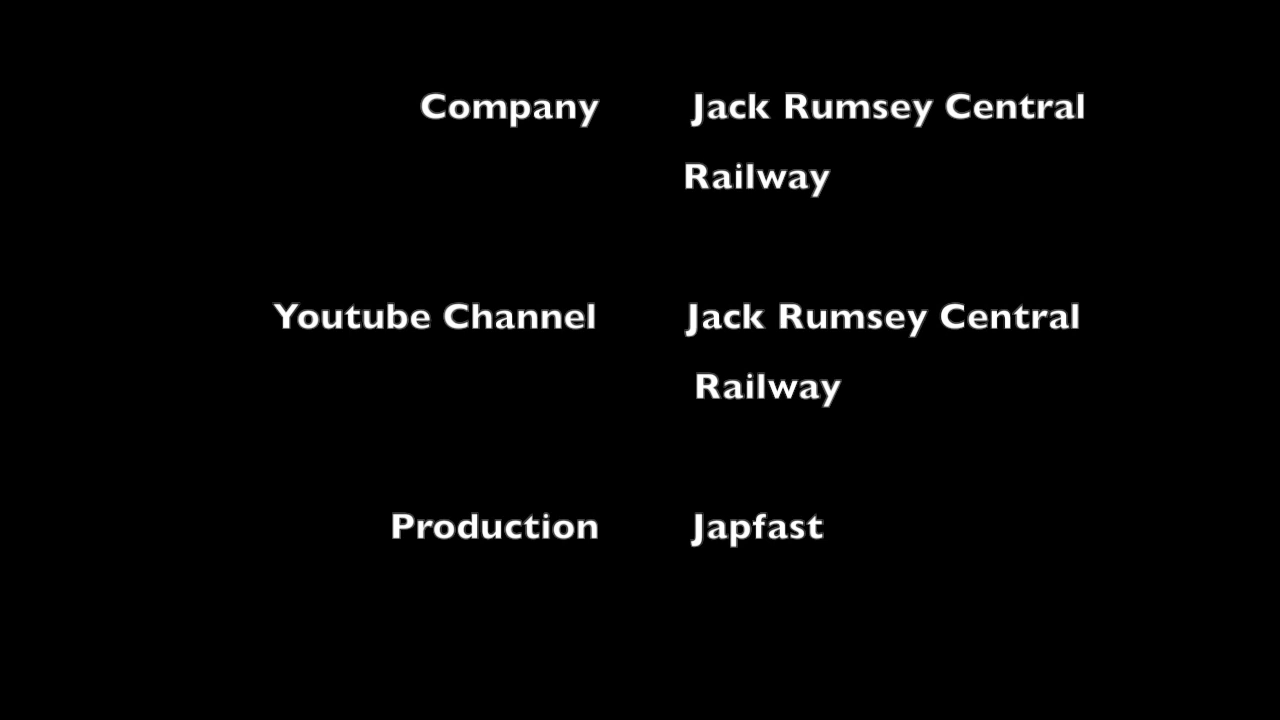 Company Jack Rumsey Central
Railway
Youtube Channel Jack Rumsey Central
Railway
Production Japfast